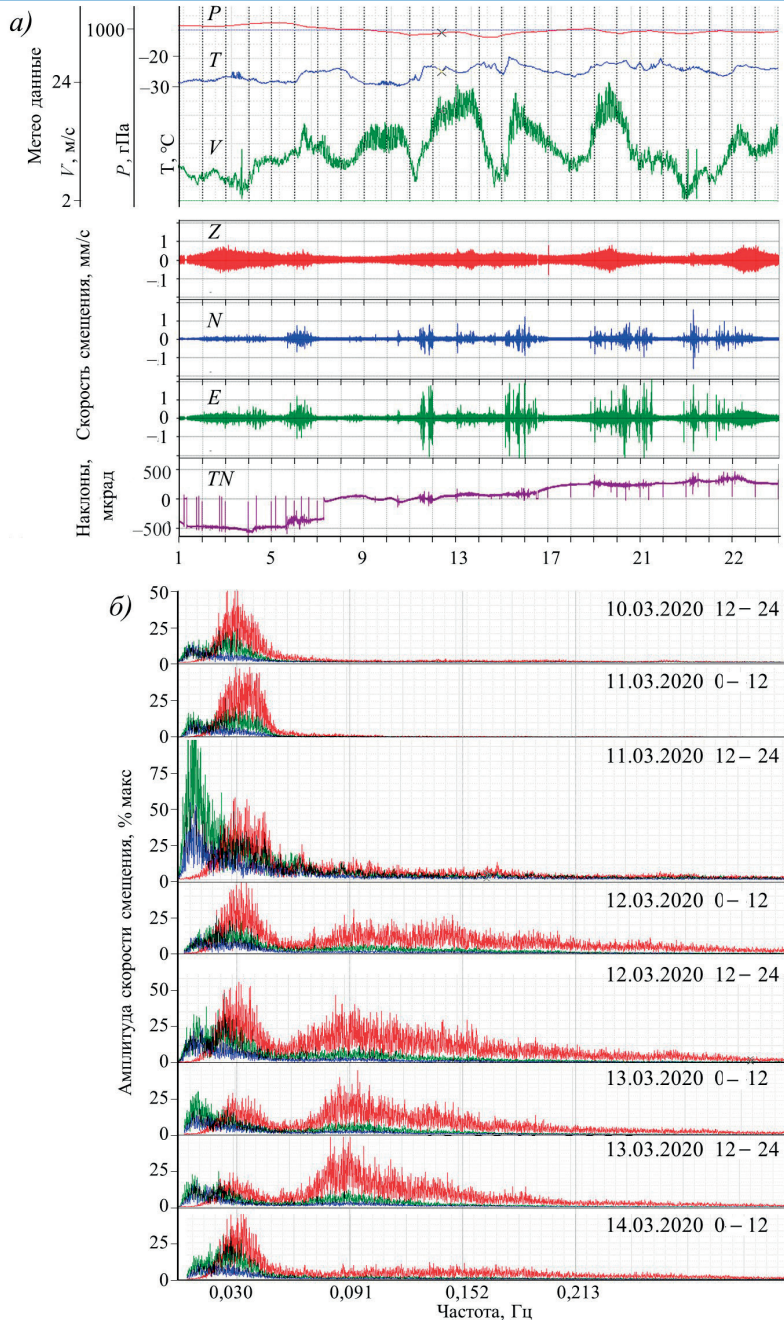 а)
Метео данные
V, м/с
24
2
P, гПа
1000
T, °C
−20
−30
P
T
V
Скорость смещения, мм/с
Z
1
0
−1
N
1
0
−1
E
1
0
−1
Наклоны,
мкрад
TN
500
0
−500
1 5 9 13 17 21 22
б)
Амплитуда скорости смещения, % макс
50
25
0
10.03.2020 12−24
25
0
11.03.2020 0−12
75
50
25
0
11.03.2020 12−24
25
0
12.03.2020 0−12
50
25
0
12.03.2020 12−24
25
0
13.03.2020 0−12
25
0
13.03.2020 12−24
25
0
14.03.2020 0−12
0,030 0,091 0,152 0,213
Частота, Гц